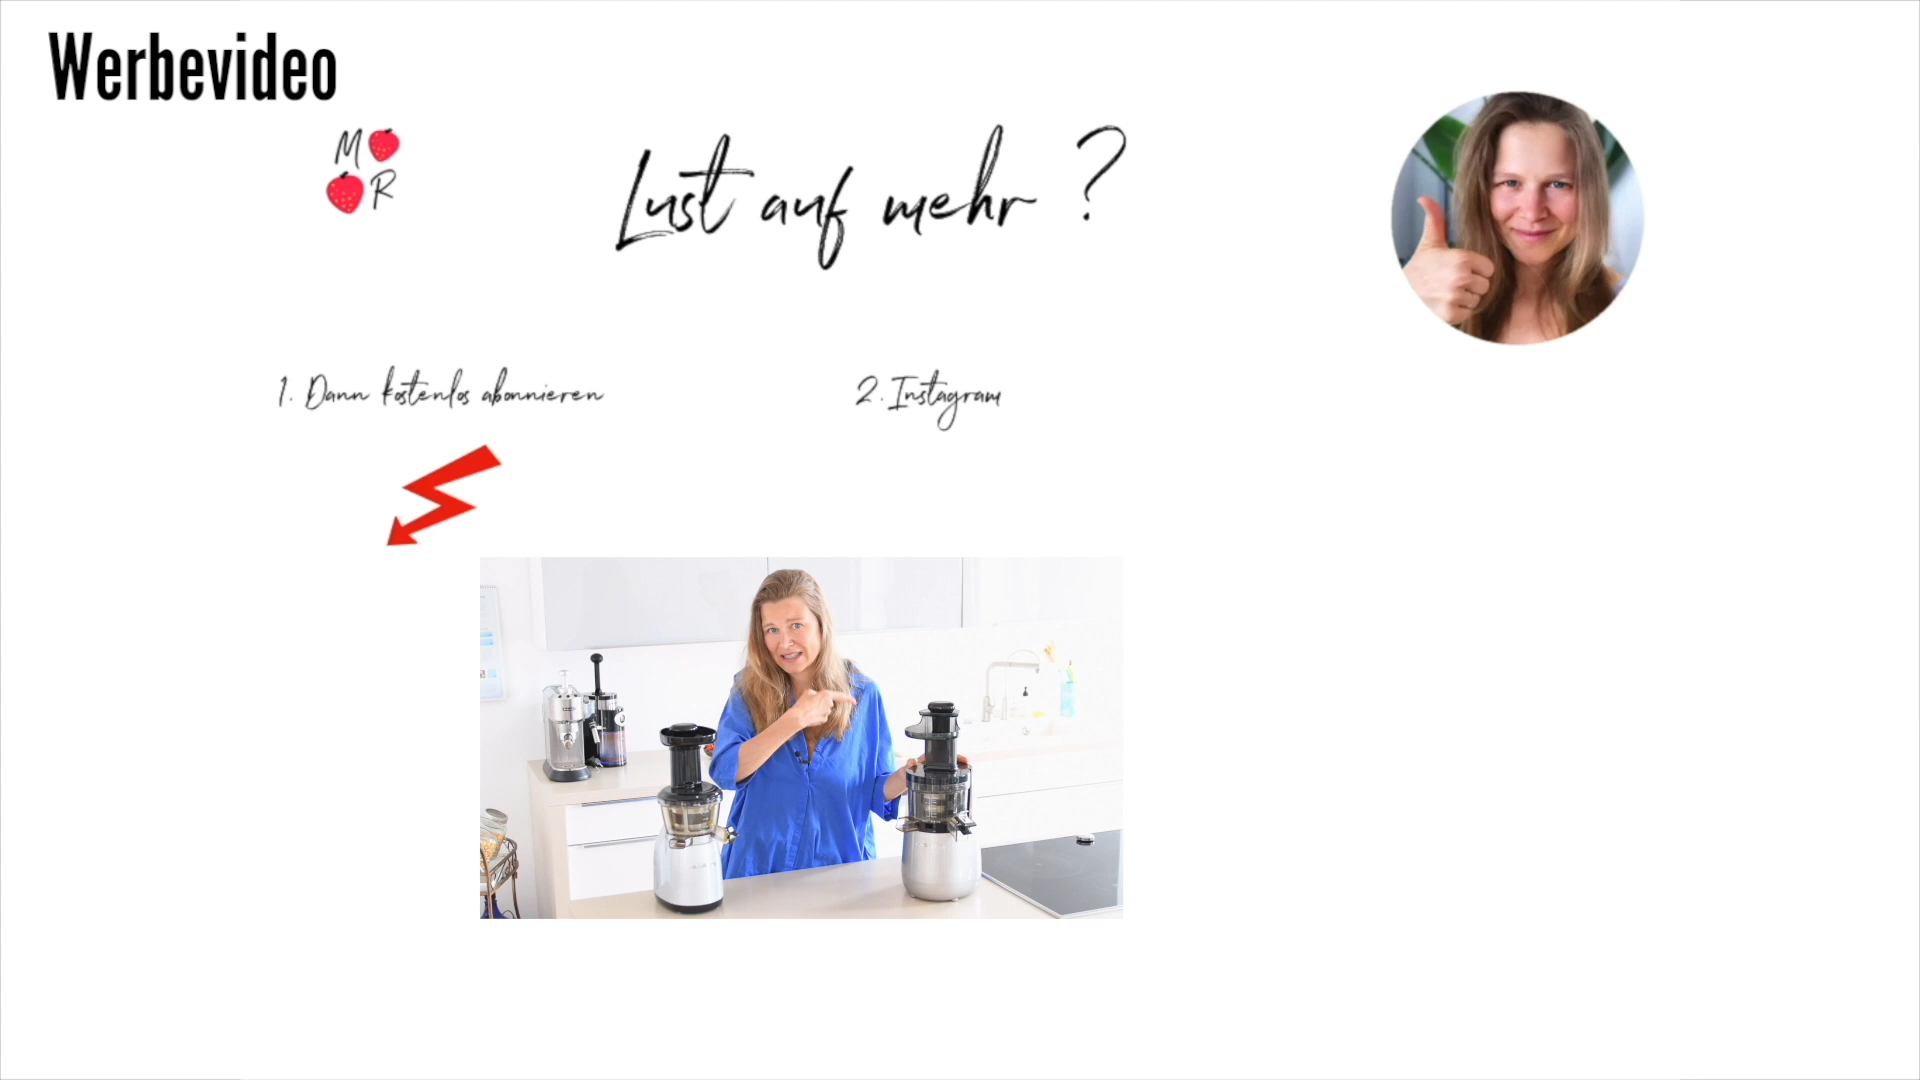 Werbevideo
M
R
Lust auf mehr ?
1. Dann kostenlos abonnieren
2. Instagram